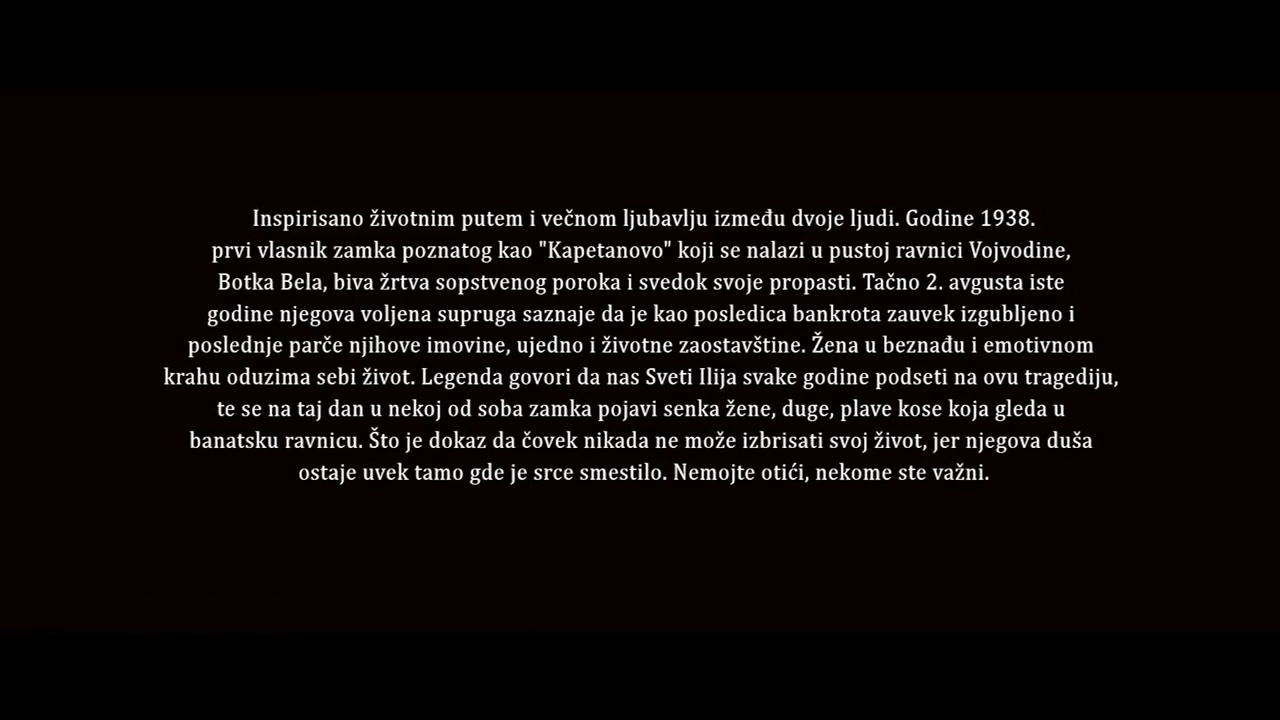 Inspirisano životnim putem i večnom ljubavlju između dvoje ljudi. Godine 1938.
prvi vlasnik zamka poznatog kao "Kapetanovo" koji se nalazi u pustoj ravnici Vojvodine,
Botka Bela, biva žrtva sopstvenog poroka i svedok svoje propasti. Tačno 2. avgusta iste
godine njegova voljena supruga saznaje da je kao posledica bankrota zauvek izgubljeno i
poslednje parče njihove imovine, ujedno i životne zaostavštine. Žena u beznađu i emotivnom
krahu oduzima sebi život. Legenda govori da nas Sveti Ilija svake godine podseti na ovu tragediju,
te se na taj dan u nekoj od soba zamka pojavi senka žene, duge, plave kose koja gleda u
banatsku ravnicu. Što je dokaz da čovek nikada ne može izbrisati svoj život, jer njegova duša
ostaje uvek tamo gde je srce smestilo. Nemojte otići, nekome ste važni.